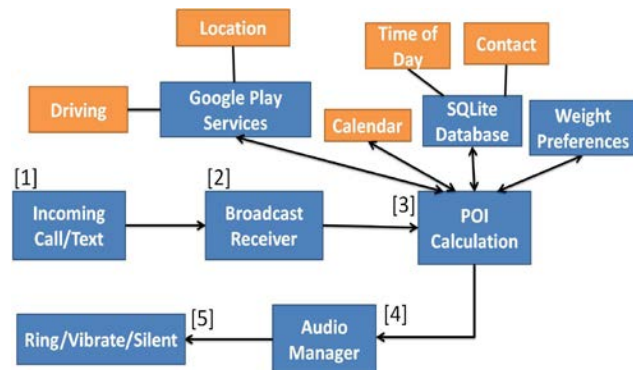 Location
Time of
Day
Contact
Driving
Google Play
Services
Calendar
SQLite
Database
Weight
Preferences
[1]
[2]
[3]
Incoming
Call/Text
Broadcast
Receiver
POI
Calculation
[5]
[4]
Ring/Vibrate/Silent
Audio
Manager